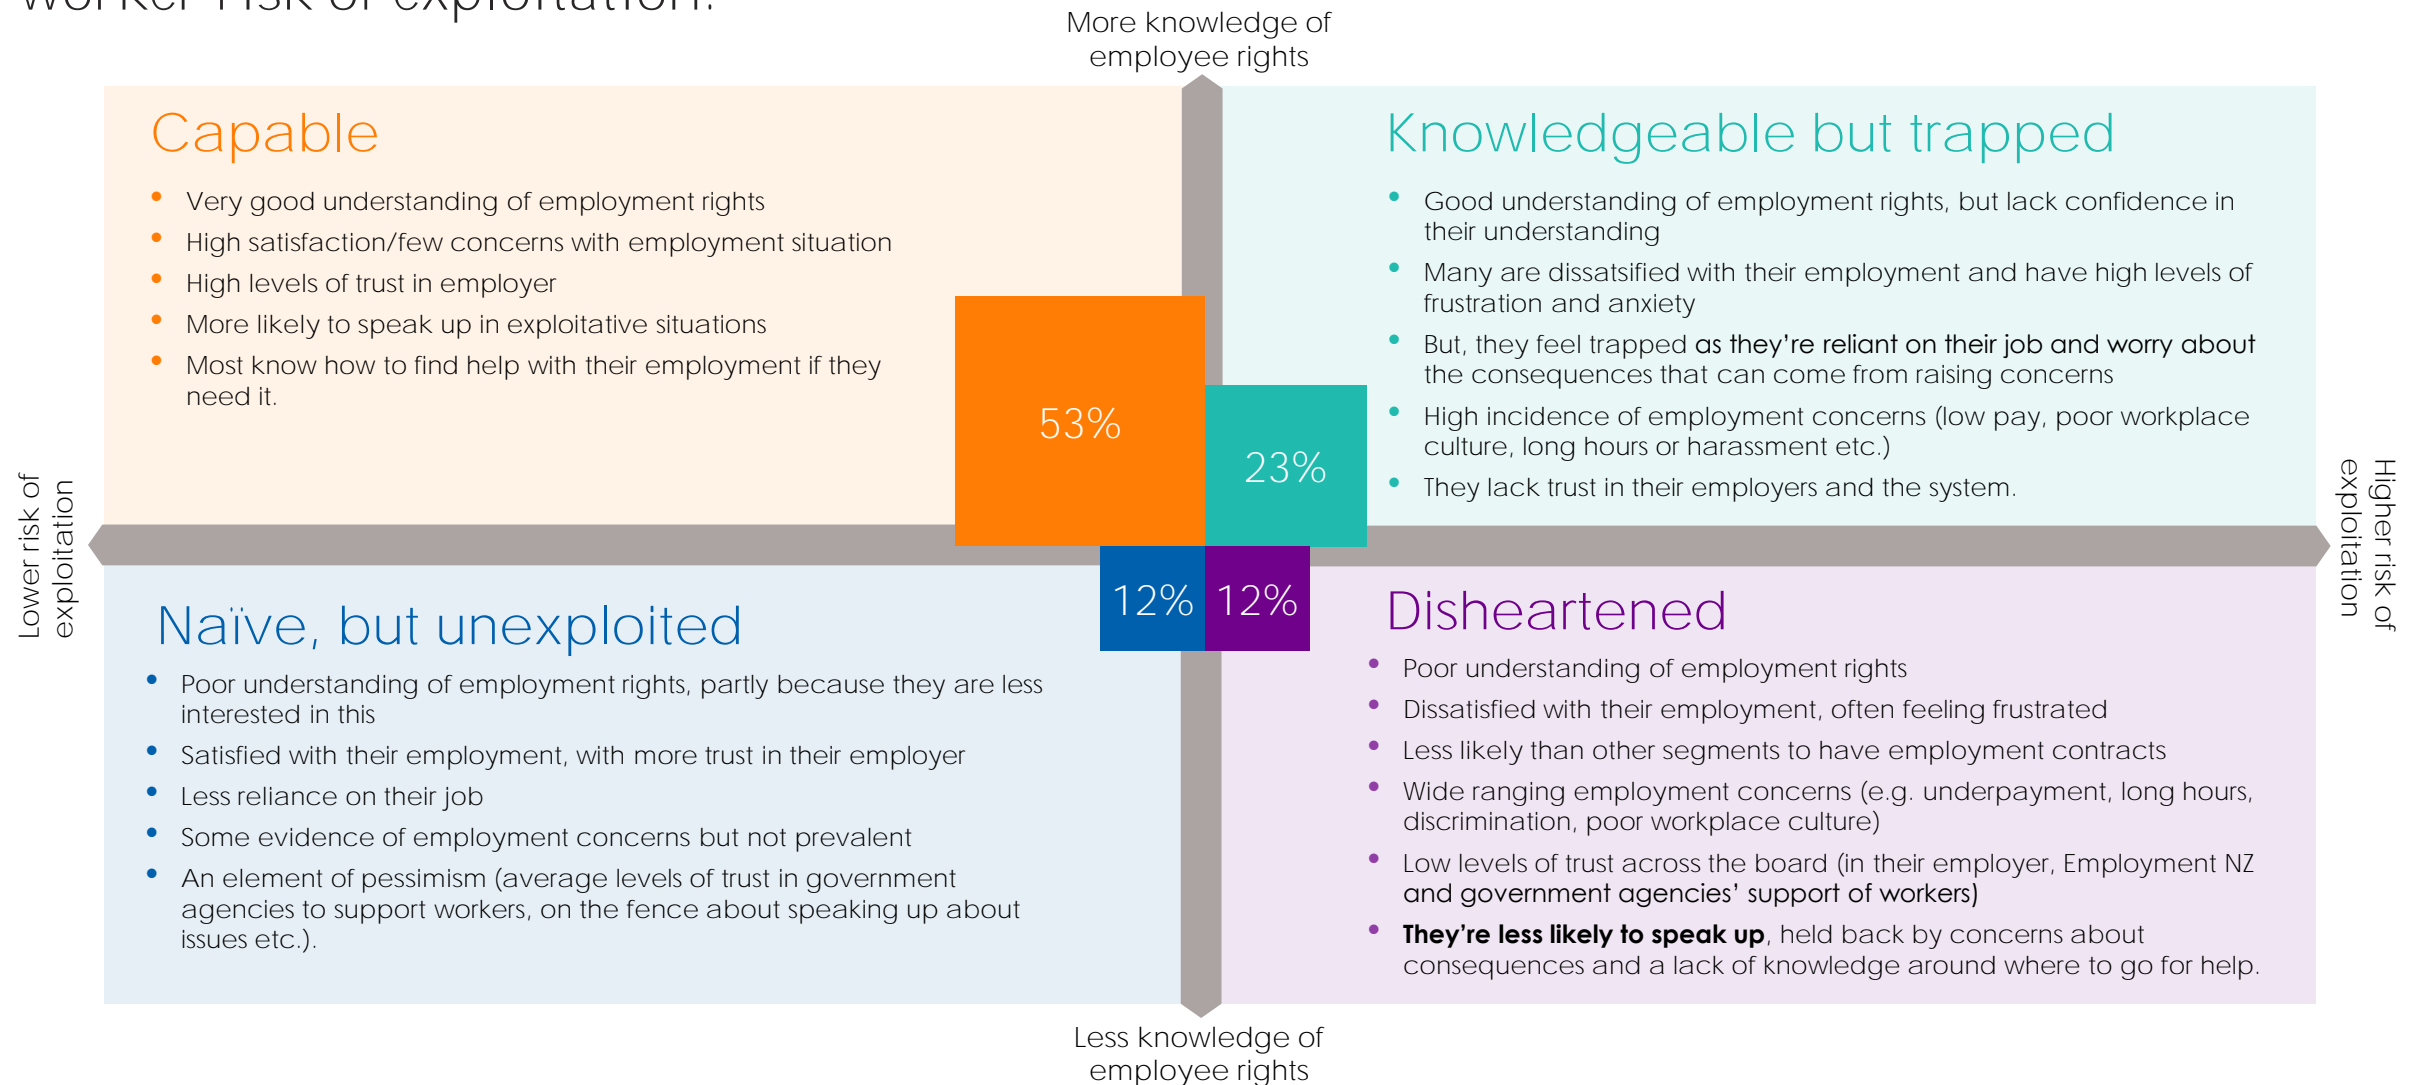 worker risk of exploitation.
More knowledge of
employee rights
Capable
• Very good understanding of employment rights
• High satisfaction/few concerns with employment situation
• High levels of trust in employer
• More likely to speak up in exploitative situations
• Most know how to find help with their employment if they
need it.
Knowledgeable but trapped
• Good understanding of employment rights, but lack confidence in
their understanding
• Many are dissatsified with their employment and have high levels of
frustration and anxiety
• But, they feel trapped as they’re reliant on their job and worry about
the consequences that can come from raising concerns
• High incidence of employment concerns (low pay, poor workplace
culture, long hours or harassment etc.)
• They lack trust in their employers and the system.
53%
23%
Lower risk of
exploitation
Higher risk of
exploitation
12%
12%
Naïve, but unexploited
• Poor understanding of employment rights, partly because they are less
interested in this
• Satisfied with their employment, with more trust in their employer
• Less reliance on their job
• Some evidence of employment concerns but not prevalent
• An element of pessimism (average levels of trust in government
agencies to support workers, on the fence about speaking up about
issues etc.).
Disheartened
• Poor understanding of employment rights
• Dissatisfied with their employment, often feeling frustrated
• Less likely than other segments to have employment contracts
• Wide ranging employment concerns (e.g. underpayment, long hours,
discrimination, poor workplace culture)
• Low levels of trust across the board (in their employer, Employment NZ
and government agencies’ support of workers)
• They’re less likely to speak up, held back by concerns about
consequences and a lack of knowledge around where to go for help.
Less knowledge of
employee rights